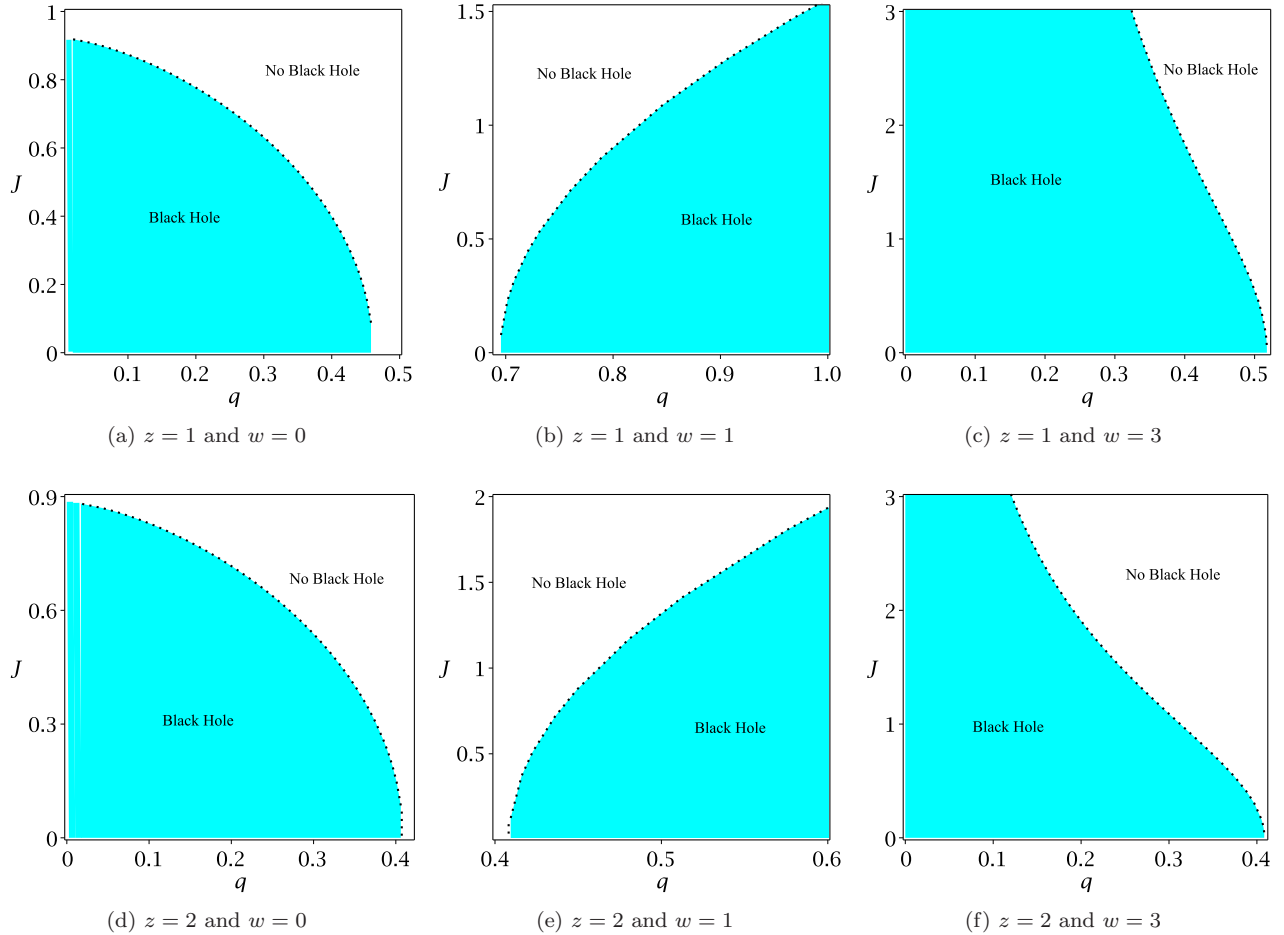 1
0.8
0.6
J
0.4
0.2
0
No Black Hole
Black Hole
0.1 0.2 0.3 0.4 0.5
q
(a) z = 1 and w = 0
1.5
1
J
0.5
0
No Black Hole
Black Hole
0.7 0.8 0.9 1.0
q
(b) z = 1 and w = 1
3
2
J
1
0
No Black Hole
Black Hole
0 0.1 0.2 0.3 0.4 0.5
q
(c) z = 1 and w = 3
0.9
0.6
J
0.3
0
No Black Hole
Black Hole
0 0.1 0.2 0.3 0.4
q
(d) z = 2 and w = 0
2
1.5
1
J
0.5
No Black Hole
Black Hole
0.4 0.5 0.6
q
(e) z = 2 and w = 1
3
2
J
1
0
No Black Hole
Black Hole
0 0.1 0.2 0.3 0.4
q
(f) z = 2 and w = 3